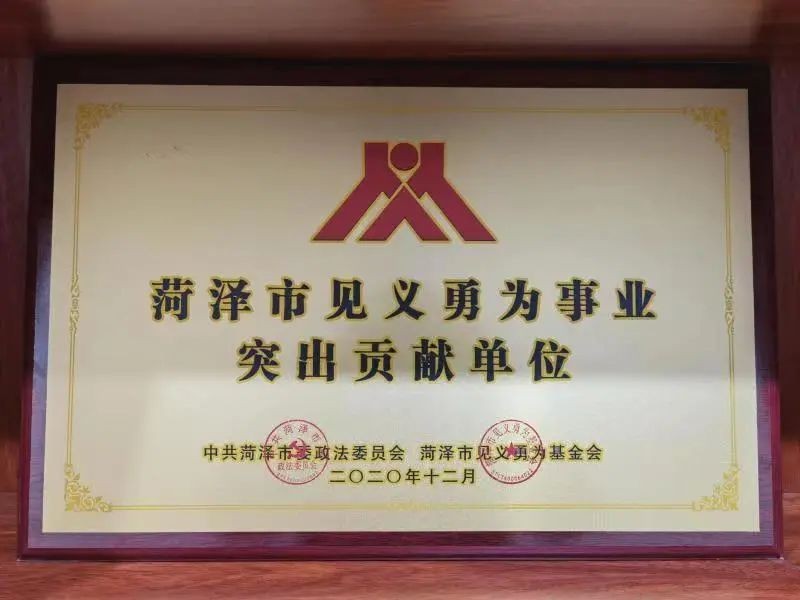 菏泽市见义勇为事业
突出贡献单位
中共菏泽市委政法委员会 菏泽市见义勇为基金会
二〇二〇年十二月